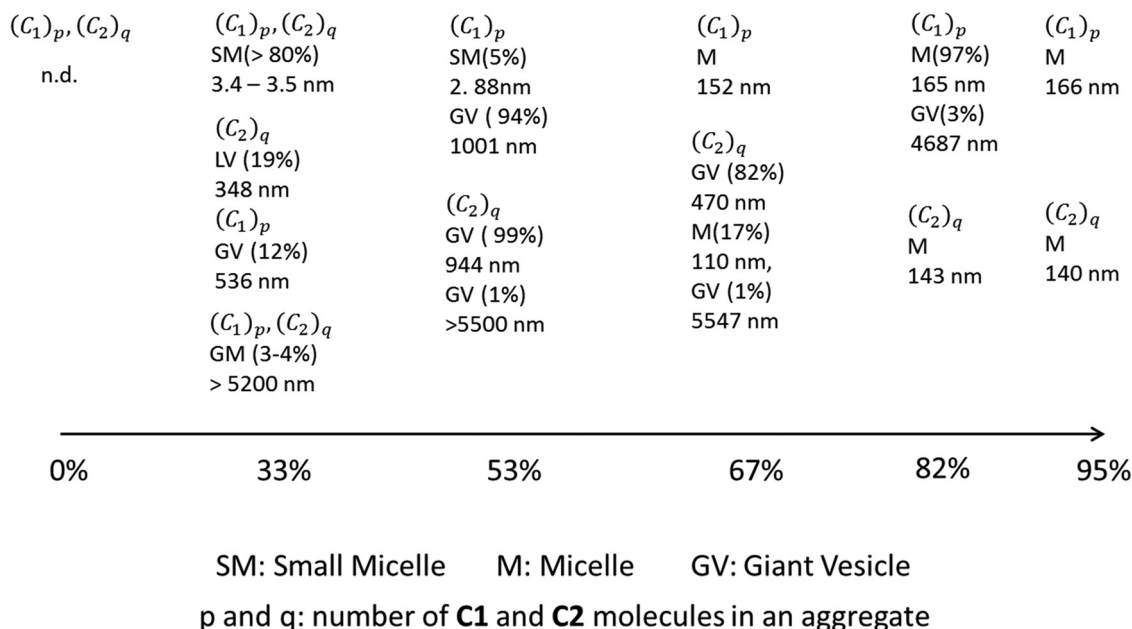 (C₁)ₚ, (C₂)q
n.d.
(C₁)ₚ, (C₂)q
SM(> 80%)
3.4 – 3.5 nm
(C₂)q
LV (19%)
348 nm
(C₁)ₚ
GV (12%)
536 nm
(C₁)ₚ, (C₂)q
GM (3-4%)
> 5200 nm
(C₁)ₚ
SM(5%)
2. 88nm
GV ( 94%)
1001 nm
(C₂)q
GV ( 99%)
944 nm
GV (1%)
>5500 nm
(C₁)ₚ
M
152 nm
(C₂)q
GV (82%)
470 nm
M(17%)
110 nm,
GV (1%)
5547 nm
(C₁)ₚ
M(97%)
165 nm
GV(3%)
4687 nm
(C₂)q
M
143 nm
(C₁)ₚ
M
166 nm
(C₂)q
M
140 nm
0% 33% 53% 67% 82% 95%
SM: Small Micelle M: Micelle GV: Giant Vesicle
p and q: number of C1 and C2 molecules in an aggregate